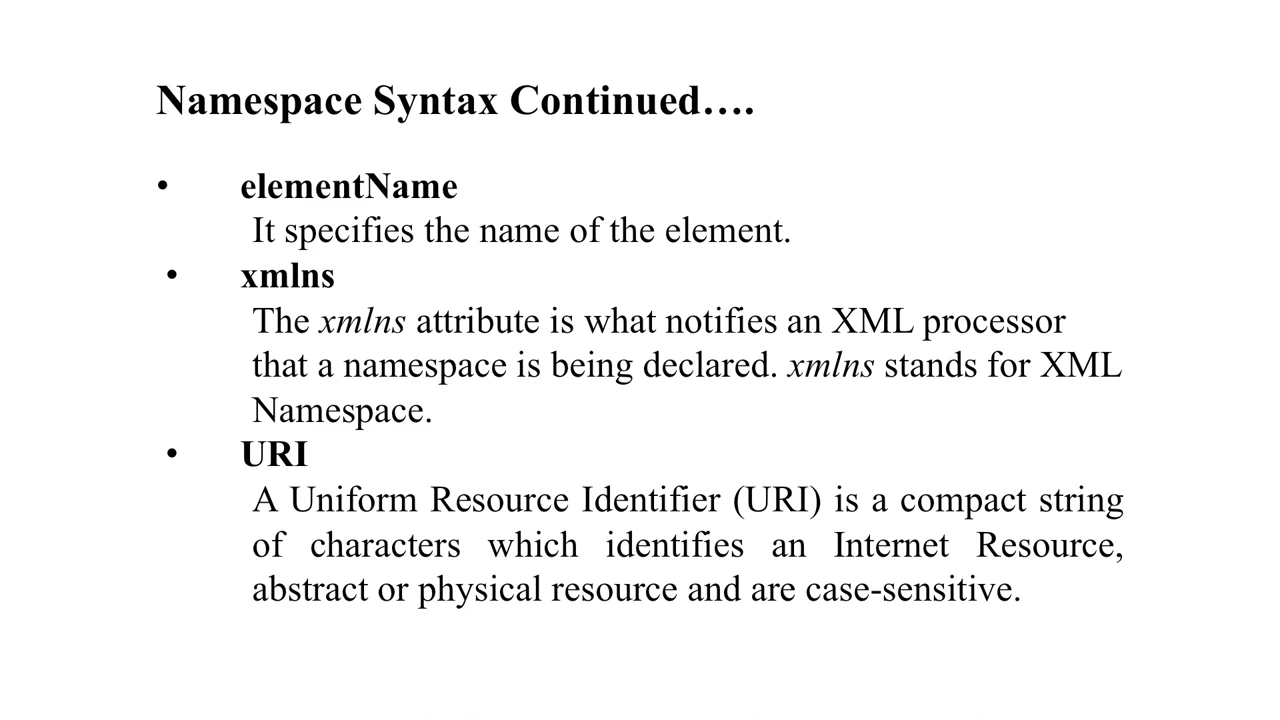 Namespace Syntax Continued….
• elementName
It specifies the name of the element.
• xmlns
The xmlns attribute is what notifies an XML processor
that a namespace is being declared. xmlns stands for XML
Namespace.
• URI
A Uniform Resource Identifier (URI) is a compact string
of characters which identifies an Internet Resource,
abstract or physical resource and are case-sensitive.